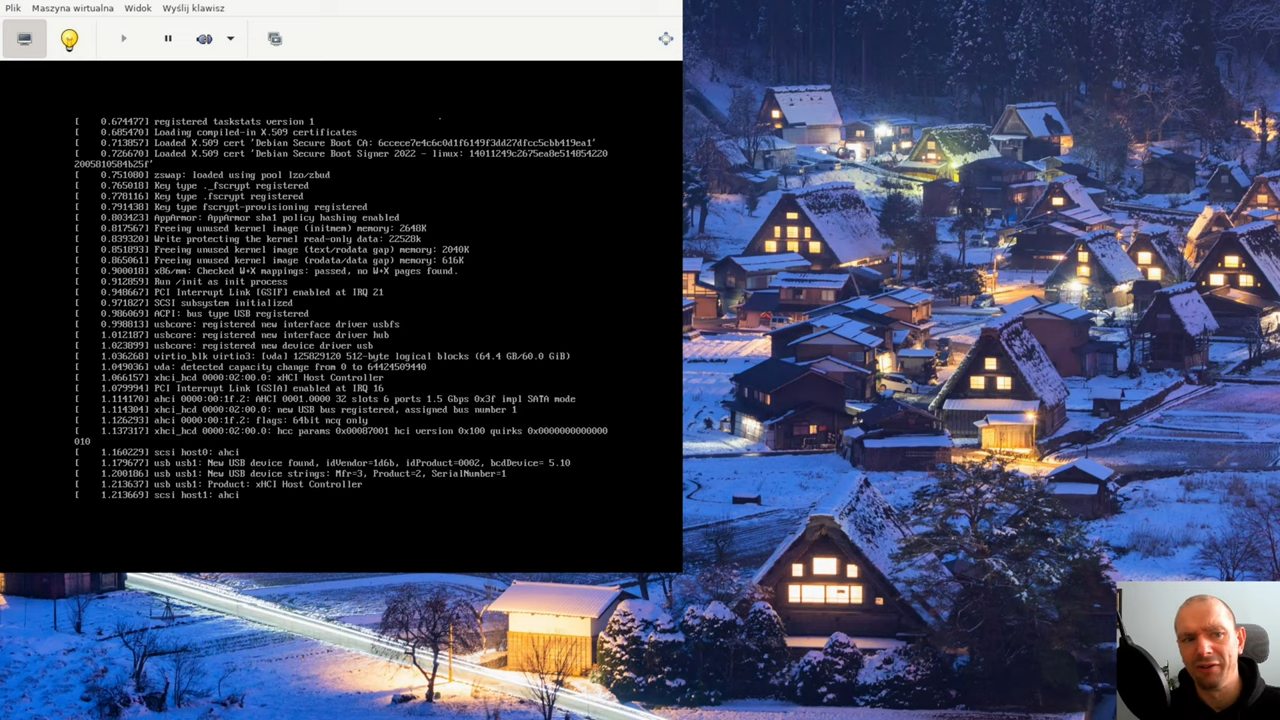 Plik Maszyna wirtualna Widok Wyślij klawisz
[ 0.674477] registered taskstats version 1
[ 0.685470] Loading compiled-in X.509 certificates
[ 0.713857] Loaded X.509 cert 'Debian Secure Boot CA: 6ccece7e4c6c0d1f6149f3dd27dfcc5cbb419ea1'
[ 0.726670] Loaded X.509 cert 'Debian Secure Boot Signer 2022 - linux: 14011249c2675ea8e514854220
2005810584b25f'
[ 0.751080] zswap: loaded using pool lzo/zbud
[ 0.765018] Key type ._fscrypt registered
[ 0.778116] Key type .fscrypt registered
[ 0.791438] Key type fscrypt-provisioning registered
[ 0.803423] AppArmor: AppArmor sha1 policy hashing enabled
[ 0.817567] Freeing unused kernel image (initmem) memory: 2648K
[ 0.839320] Write protecting the kernel read-only data: 22528k
[ 0.851893] Freeing unused kernel image (text/rodata gap) memory: 2040K
[ 0.865061] Freeing unused kernel image (rodata/data gap) memory: 616K
[ 0.900018] x86/mm: Checked W+X mappings: passed, no W+X pages found.
[ 0.912859] Run /init as init process
[ 0.948667] PCI Interrupt Link [GSIF] enabled at IRQ 21
[ 0.971827] SCSI subsystem initialized
[ 0.986069] ACPI: bus type USB registered
[ 0.998813] usbcore: registered new interface driver usbfs
[ 1.012187] usbcore: registered new interface driver hub
[ 1.023899] usbcore: registered new device driver usb
[ 1.036268] virtio_blk virtio3: [vda] 125829120 512-byte logical blocks (64.4 GB/60.0 GiB)
[ 1.049036] vda: detected capacity change from 0 to 64424509440
[ 1.066157] xhci_hcd 0000:02:00.0: xHCI Host Controller
[ 1.079994] PCI Interrupt Link [GSIA] enabled at IRQ 16
[ 1.114170] ahci 0000:00:1f.2: AHCI 0001.0000 32 slots 6 ports 1.5 Gbps 0x3f impl SATA mode
[ 1.114304] xhci_hcd 0000:02:00.0: new USB bus registered, assigned bus number 1
[ 1.126293] ahci 0000:00:1f.2: flags: 64bit ncq only
[ 1.137317] xhci_hcd 0000:02:00.0: hcc params 0x00087001 hci version 0x100 quirks 0x0000000000000
010
[ 1.160229] scsi host0: ahci
[ 1.179677] usb usb1: New USB device found, idVendor=1d6b, idProduct=0002, bcdDevice= 5.10
[ 1.200186] usb usb1: New USB device strings: Mfr=3, Product=2, SerialNumber=1
[ 1.213637] usb usb1: Product: xHCI Host Controller
[ 1.213669] scsi host1: ahci